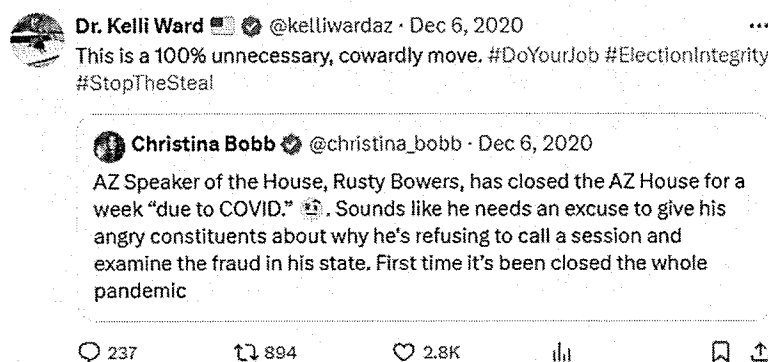 Dr. Kelli Ward @kelliwardaz · Dec 6, 2020
This is a 100% unnecessary, cowardly move. #DoYourJob #ElectionIntegrity
#StopTheSteal
Christina Bobb @christina_bobb · Dec 6, 2020
AZ Speaker of the House, Rusty Bowers, has closed the AZ House for a
week “due to COVID.” . Sounds like he needs an excuse to give his
angry constituents about why he's refusing to call a session and
examine the fraud in his state. First time it’s been closed the whole
pandemic
237 894 2.8K